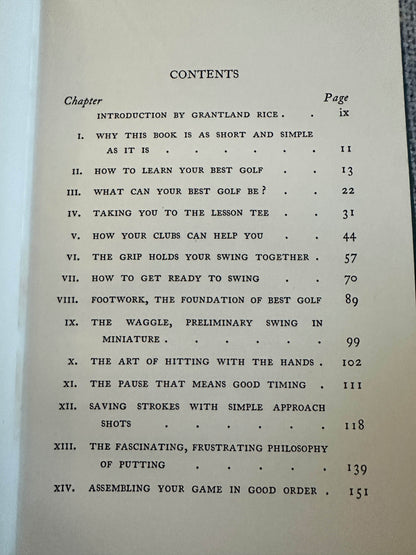 CONTENTS
Chapter Page
INTRODUCTION BY GRANTLAND RICE . . ix
I. WHY THIS BOOK IS AS SHORT AND SIMPLE
AS IT IS . . . . . . 11
II. HOW TO LEARN YOUR BEST GOLF . . 13
III. WHAT CAN YOUR BEST GOLF BE? . . 22
IV. TAKING YOU TO THE LESSON TEE . . 31
V. HOW YOUR CLUBS CAN HELP YOU . . 44
VI. THE GRIP HOLDS YOUR SWING TOGETHER . 57
VII. HOW TO GET READY TO SWING . . 70
VIII. FOOTWORK, THE FOUNDATION OF BEST GOLF 89
IX. THE WAGGLE, PRELIMINARY SWING IN
MINIATURE . . . . . . 99
X. THE ART OF HITTING WITH THE HANDS . 102
XI. THE PAUSE THAT MEANS GOOD TIMING . 111
XII. SAVING STROKES WITH SIMPLE APPROACH
SHOTS . . . . . . 118
XIII. THE FASCINATING, FRUSTRATING PHILOSOPHY
OF PUTTING . . . . . 139
XIV. ASSEMBLING YOUR GAME IN GOOD ORDER . 151